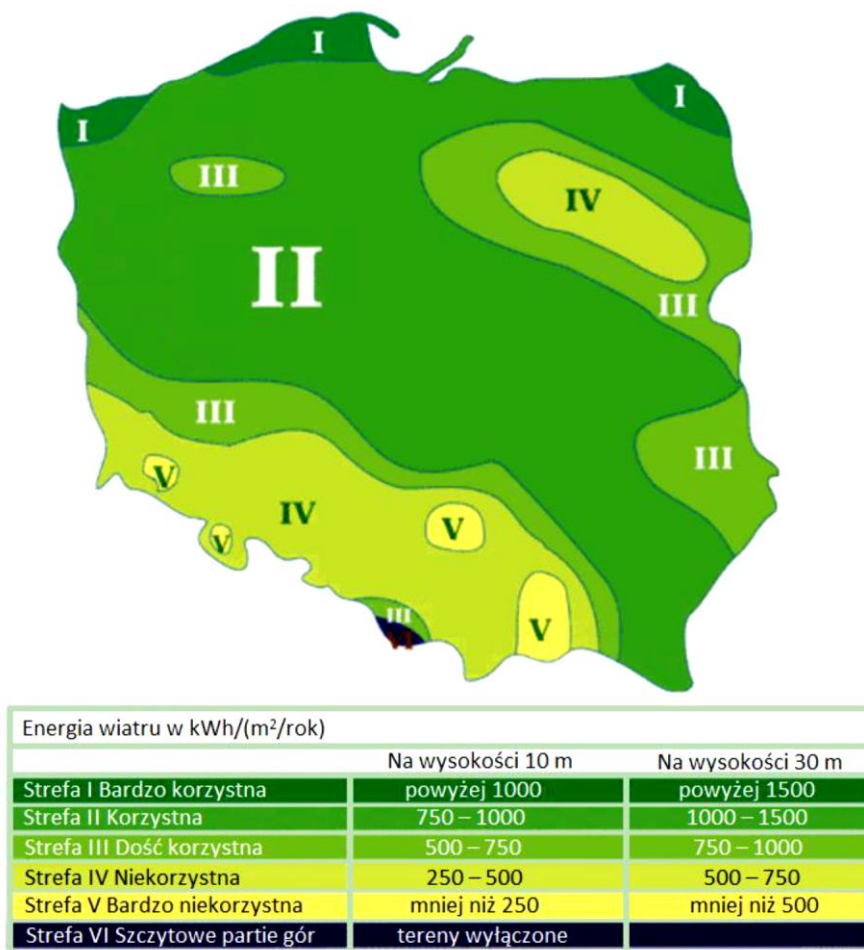 I
I
I
III
IV
II
III
III
III
V
IV
V
V
III
VI
V
Energia wiatru w kWh/(m²/rok)
Na wysokości 10 m Na wysokości 30 m
Strefa I Bardzo korzystna powyżej 1000 powyżej 1500
Strefa II Korzystna 750 – 1000 1000 – 1500
Strefa III Dość korzystna 500 – 750 750 – 1000
Strefa IV Niekorzystna 250 – 500 500 – 750
Strefa V Bardzo niekorzystna mniej niż 250 mniej niż 500
Strefa VI Szczytowe partie gór tereny wyłączone